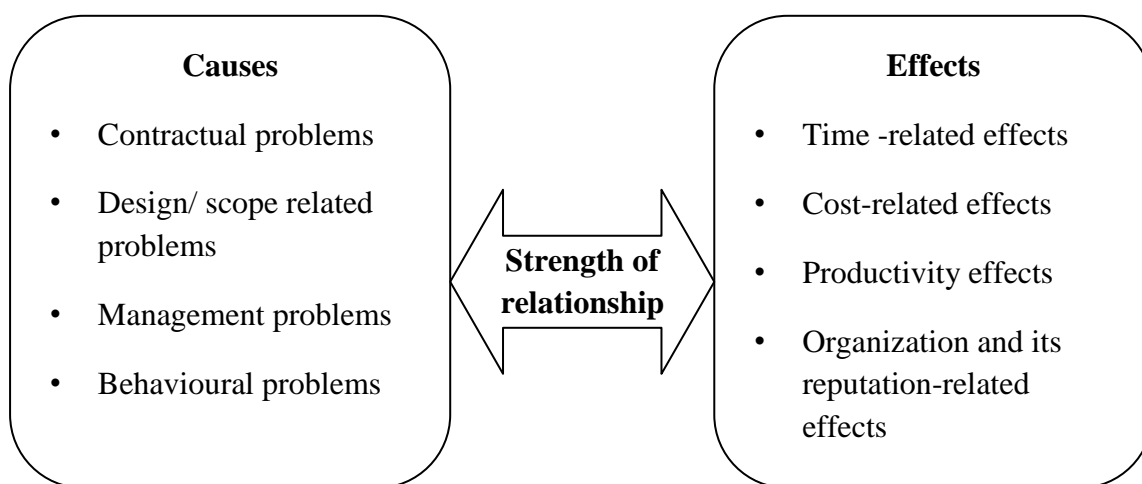 Causes
• Contractual problems
• Design/ scope related
problems
• Management problems
• Behavioural problems
Strength of
relationship
Effects
• Time -related effects
• Cost-related effects
• Productivity effects
• Organization and its
reputation-related
effects